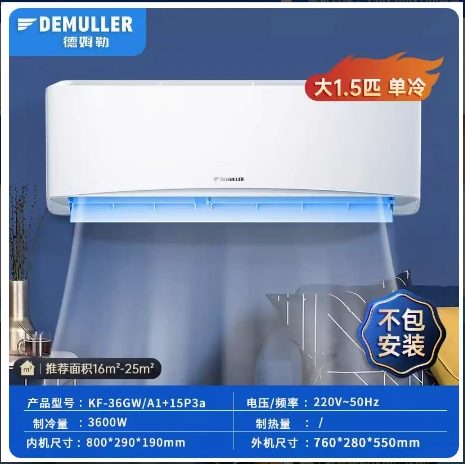 DEMULLER
德姆勒
大1.5匹 单冷
DEMULLER
不包
安装
推荐面积16m²-25m²
产品型号：KF-36GW/A1+15P3a
电压/频率：220V~50Hz
制冷量：3600W
制热量：/
内机尺寸：800*290*190mm
外机尺寸：760*280*550mm